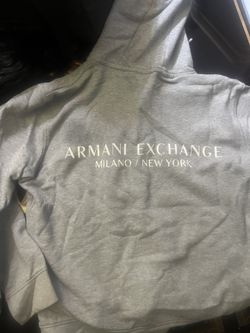 ARMANI EXCHANGE
MILANO / NEW YORK